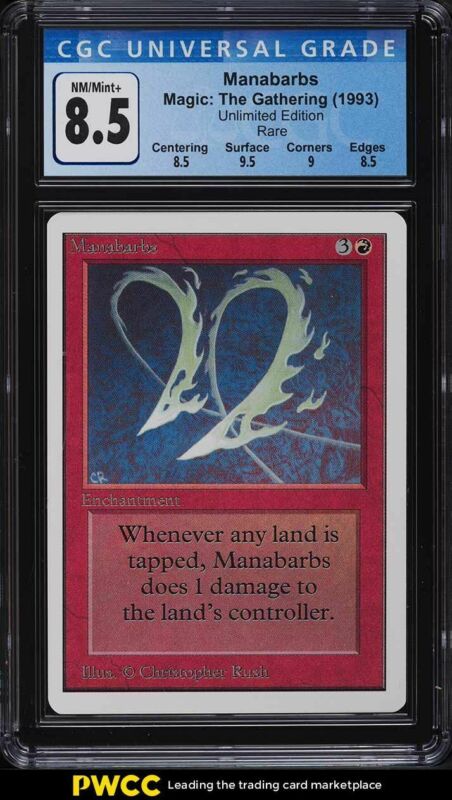 CGC UNIVERSAL GRADE
NM/Mint+
8.5
Manabarbs
Magic: The Gathering (1993)
Unlimited Edition
Rare
Centering Surface Corners Edges
8.5 9.5 9 8.5
Manabarbs 3
CR
Enchantment
Whenever any land is
tapped, Manabarbs
does 1 damage to
the land's controller.
Illus. © Christopher Rush
PWCC Leading the trading card marketplace